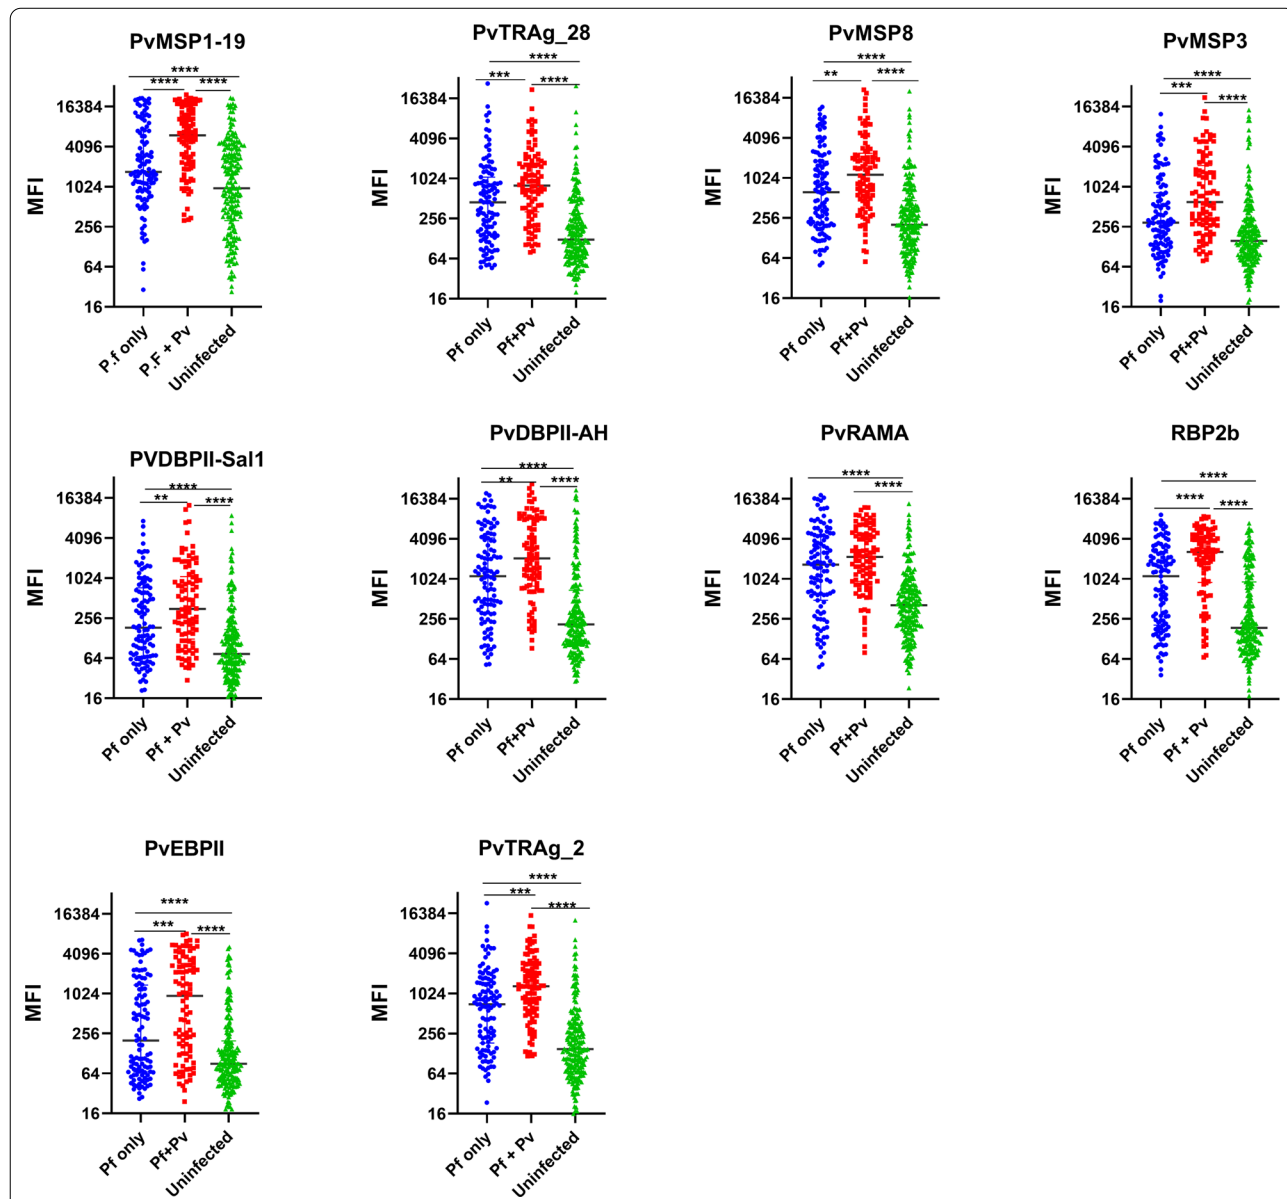 PvMSP1-19
****
**** ****
MFI
16384
4096
1024
256
64
16
P.f only
P.F + Pv
Uninfected
PvTRAg_28
****
*** ****
MFI
16384
4096
1024
256
64
16
Pf only
Pf+Pv
Uninfected
PvMSP8
****
** ****
MFI
16384
4096
1024
256
64
16
Pf only
Pf+Pv
Uninfected
PvMSP3
****
***
****
MFI
16384
4096
1024
256
64
16
Pf only
Pf+Pv
Uninfected
PVDBPII-Sal1
****
** ****
MFI
16384
4096
1024
256
64
16
Pf only
Pf + Pv
Uninfected
PvDBPII-AH
****
** ****
MFI
16384
4096
1024
256
64
16
Pf only
Pf+Pv
Uninfected
PvRAMA
****
****
MFI
16384
4096
1024
256
64
16
Pf only
Pf+Pv
Uninfected
RBP2b
****
**** ****
MFI
16384
4096
1024
256
64
16
Pf only
Pf + Pv
Uninfected
PvEBPII
****
*** ****
MFI
16384
4096
1024
256
64
16
Pf only
Pf+Pv
Uninfected
PvTRAg_2
****
***
****
MFI
16384
4096
1024
256
64
16
Pf only
Pf + Pv
Uninfected